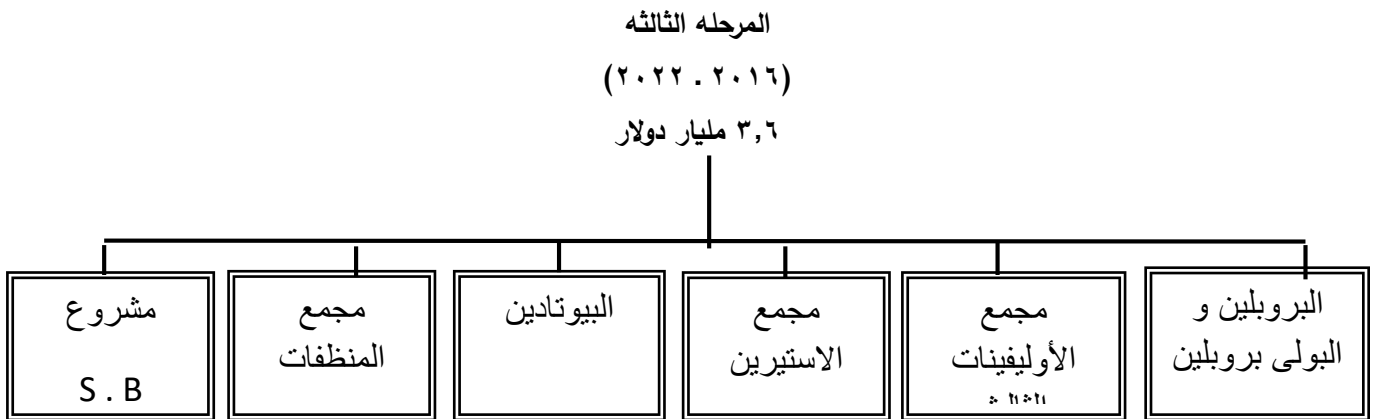 المرحله الثالثه
(٢٠١٦ . ٢٠٢٢)
٣,٦ مليار دولار
البروبلين و
البولى بروبلين
مجمع
الأوليفينات
مجمع
الاستيرين
البيوتادين
مجمع
المنظفات
مشروع
S . B